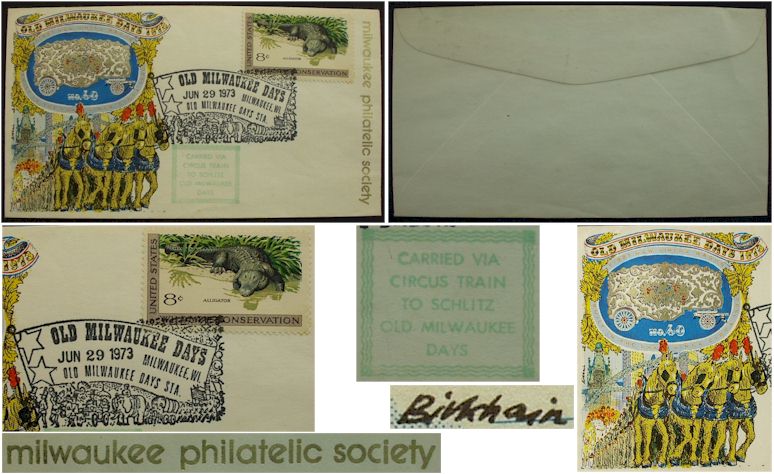 OLD MILWAUKEE DAYS 1973
no. 40
UNITED STATES
8c
ALLIGATOR
WILDLIFE CONSERVATION
OLD MILWAUKEE DAYS
JUN 29 1973 MILWAUKEE, WI.
OLD MILWAUKEE DAYS STA.
CARRIED VIA
CIRCUS TRAIN
TO SCHLITZ
OLD MILWAUKEE
DAYS
milwaukee philatelic society
UNITED STATES
8c
ALLIGATOR
WILDLIFE CONSERVATION
OLD MILWAUKEE DAYS
JUN 29 1973 MILWAUKEE, WI.
OLD MILWAUKEE DAYS STA.
CARRIED VIA
CIRCUS TRAIN
TO SCHLITZ
OLD MILWAUKEE
DAYS
OLD MILWAUKEE DAYS 1973
no. 40
milwaukee philatelic society